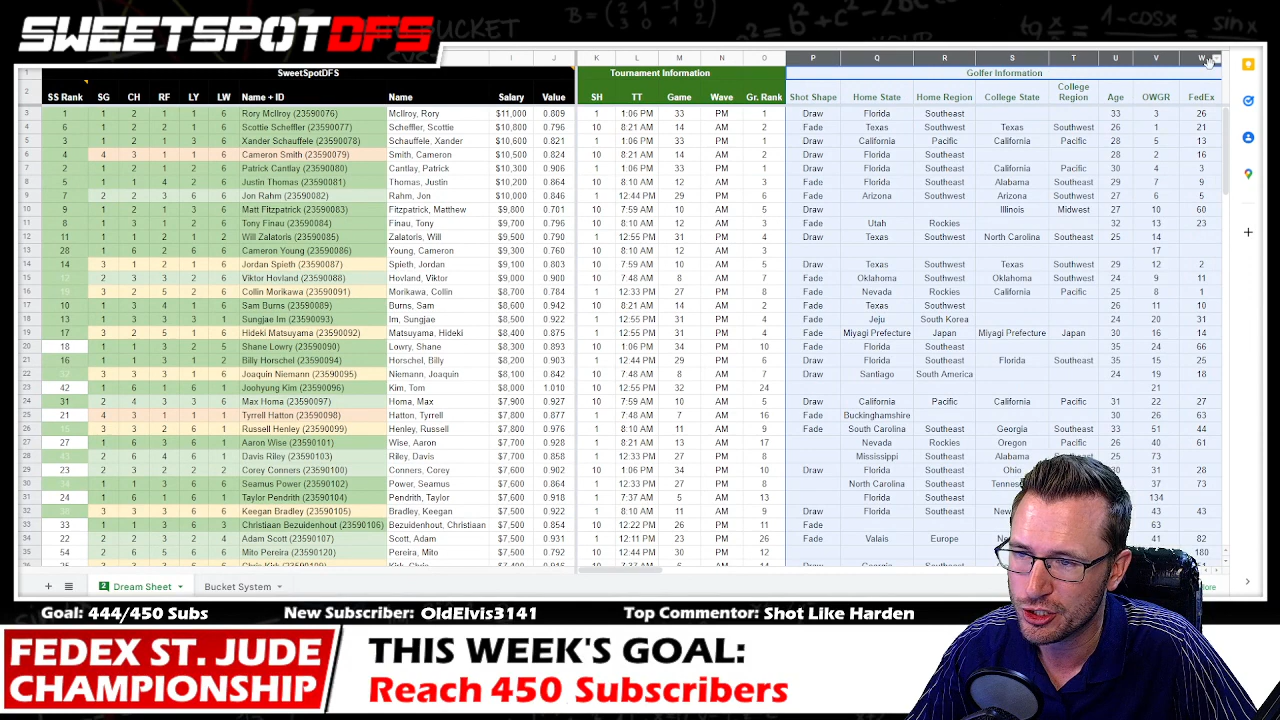 SWEETSPOTDFS
I J K L M N O P Q R S T U V W
1 SweetSpotDFS Tournament Information Golfer Information
2 SS Rank SG CH RF LY LW Name + ID Name Salary Value SH TT Game Wave Gr. Rank Shot Shape Home State Home Region College State College Region Age OWGR FedEx
3 1 1 2 1 1 6 Rory McIlroy (23590076) McIlroy, Rory $11,000 0.809 1 1:06 PM 33 PM 1 Draw Florida Southeast 33 3 26
4 6 1 2 1 2 6 Scottie Scheffler (23590077) Scheffler, Scottie $10,800 0.796 10 8:21 AM 14 AM 2 Fade Texas Southwest Texas Southwest 26 1 21
5 3 1 2 1 3 6 Xander Schauffele (23590078) Schauffele, Xander $10,600 0.821 1 1:06 PM 33 PM 1 Fade California Pacific California Pacific 28 5 13
6 4 4 3 1 1 6 Cameron Smith (23590079) Smith, Cameron $10,500 0.824 10 8:21 AM 14 AM 2 Draw Florida Southeast 28 2 16
7 2 1 2 1 2 6 Patrick Cantlay (23590080) Cantlay, Patrick $10,300 0.906 1 1:06 PM 33 PM 1 Fade Florida Southeast California Pacific 30 4 3
8 5 1 1 4 2 6 Justin Thomas (23590081) Thomas, Justin $10,200 0.864 10 8:10 AM 12 AM 3 Fade Florida Southeast Alabama Southeast 29 7 9
9 7 2 2 3 6 6 Jon Rahm (23590082) Rahm, Jon $10,000 0.846 1 12:44 PM 29 PM 6 Fade Arizona Southwest Arizona Southwest 27 6 5
10 9 1 2 1 3 6 Matt Fitzpatrick (23590083) Fitzpatrick, Matthew $9,800 0.701 10 7:59 AM 10 AM 5 Draw Illinois Midwest 27 10 60
11 8 1 3 1 2 6 Tony Finau (23590084) Finau, Tony $9,700 0.796 10 8:10 AM 12 AM 3 Fade Utah Rockies 32 13 23
12 11 1 1 2 1 2 Will Zalatoris (23590085) Zalatoris, Will $9,500 0.801 1 12:55 PM 31 PM 4 Draw Texas Southwest North Carolina Southeast 25 14
13 28 1 2 1 6 6 Cameron Young (23590086) Young, Cameron $9,300 0.760 10 8:10 AM 12 AM 3 17
14 14 3 1 2 1 6 Jordan Spieth (23590087) Spieth, Jordan $9,100 0.803 10 7:59 AM 10 AM 5 Draw Texas Southwest Texas Southwest 29 12 2
15 12 2 3 1 2 6 Viktor Hovland (23590088) Hovland, Viktor $9,000 0.900 10 7:48 AM 8 AM 7 Fade Oklahoma Southwest Oklahoma Southwest 24 9 11
16 3 2 5 2 6 Collin Morikawa (23590091) Morikawa, Collin $8,700 0.784 1 12:33 PM 27 PM 8 Fade Nevada Rockies California Pacific 25 8 1
17 10 1 3 4 1 6 Sam Burns (23590089) Burns, Sam $8,600 0.942 10 8:21 AM 14 AM 2 Fade Texas Southwest 26 11 10
18 13 1 1 3 1 6 Sungjae Im (23590093) Im, Sungjae $8,500 0.922 1 12:55 PM 31 PM 4 Fade Jeju South Korea 24 20 31
19 17 3 2 5 1 6 Hideki Matsuyama (23590092) Matsuyama, Hideki $8,400 0.875 1 12:55 PM 31 PM 4 Fade Miyagi Prefecture Japan Miyagi Prefecture Japan 30 16 14
20 18 1 1 3 2 5 Shane Lowry (23590090) Lowry, Shane $8,300 0.893 10 1:06 PM 34 PM 10 Fade 35 24 66
21 16 1 1 3 2 6 Billy Horschel (23590094) Horschel, Billy $8,200 0.903 1 12:44 PM 29 PM 6 Draw Florida Southeast Florida Southeast 35 15 25
22 3 3 3 1 6 Joaquin Niemann (23590095) Niemann, Joaquin $8,100 0.842 10 7:48 AM 8 AM 7 Draw Santiago South America 24 19 18
23 42 1 6 1 6 1 Joohyung Kim (23590096) Kim, Tom $8,000 1.010 10 12:55 PM 32 PM 24 21
24 31 2 4 3 3 6 Max Homa (23590097) Homa, Max $7,900 0.927 1 7:59 AM 10 AM 5 Draw California Pacific California Pacific 31 22 27
25 21 4 3 1 1 1 Tyrrell Hatton (23590098) Hatton, Tyrrell $7,800 0.877 1 7:48 AM 7 AM 16 Fade Buckinghamshire 30 26 63
26 15 3 3 2 6 1 Russell Henley (23590099) Henley, Russell $7,800 0.976 1 8:10 AM 11 AM 9 Fade South Carolina Southeast Georgia Southeast 33 51 44
27 27 1 6 3 6 1 Aaron Wise (23590101) Wise, Aaron $7,700 0.928 1 8:21 AM 13 AM 17 Nevada Rockies Oregon Pacific 26 40 61
28 2 6 4 6 1 Davis Riley (23590103) Riley, Davis $7,700 0.858 10 12:33 PM 27 PM 8 Mississippi Southeast Alabama Southeast 25 73
29 23 2 1 3 2 2 Corey Conners (23590100) Conners, Corey $7,600 0.902 10 1:06 PM 34 PM 10 Draw Florida Southeast Ohio 30 31 28
30 1 6 3 6 1 Seamus Power (23590102) Power, Seamus $7,600 0.864 10 12:33 PM 27 PM 8 North Carolina Southeast 37 73
31 24 1 6 1 6 1 Taylor Pendrith (23590104) Pendrith, Taylor $7,600 0.918 1 7:37 AM 5 AM 13 Florida Southeast 134
32 3 3 3 6 6 Keegan Bradley (23590105) Bradley, Keegan $7,500 0.922 1 8:10 AM 11 AM 9 Draw Florida Southeast 43 43
33 33 1 1 3 6 3 Christiaan Bezuidenhout (23590106) Bezuidenhout, Christiaan $7,500 0.854 10 12:22 PM 26 PM 11 Fade 63
34 22 2 2 3 2 4 Adam Scott (23590107) Scott, Adam $7,500 0.931 1 12:11 PM 23 PM 26 Fade Valais Europe 41 82
35 54 2 6 5 6 6 Mito Pereira (23590120) Pereira, Mito $7,500 0.796 10 12:44 PM 30 PM 12 Fade 180
Dream Sheet Bucket System
Goal: 444/450 Subs New Subscriber: OldElvis3141 Top Commentor: Shot Like Harden
FEDEX ST. JUDE
CHAMPIONSHIP
THIS WEEK'S GOAL:
Reach 450 Subscribers